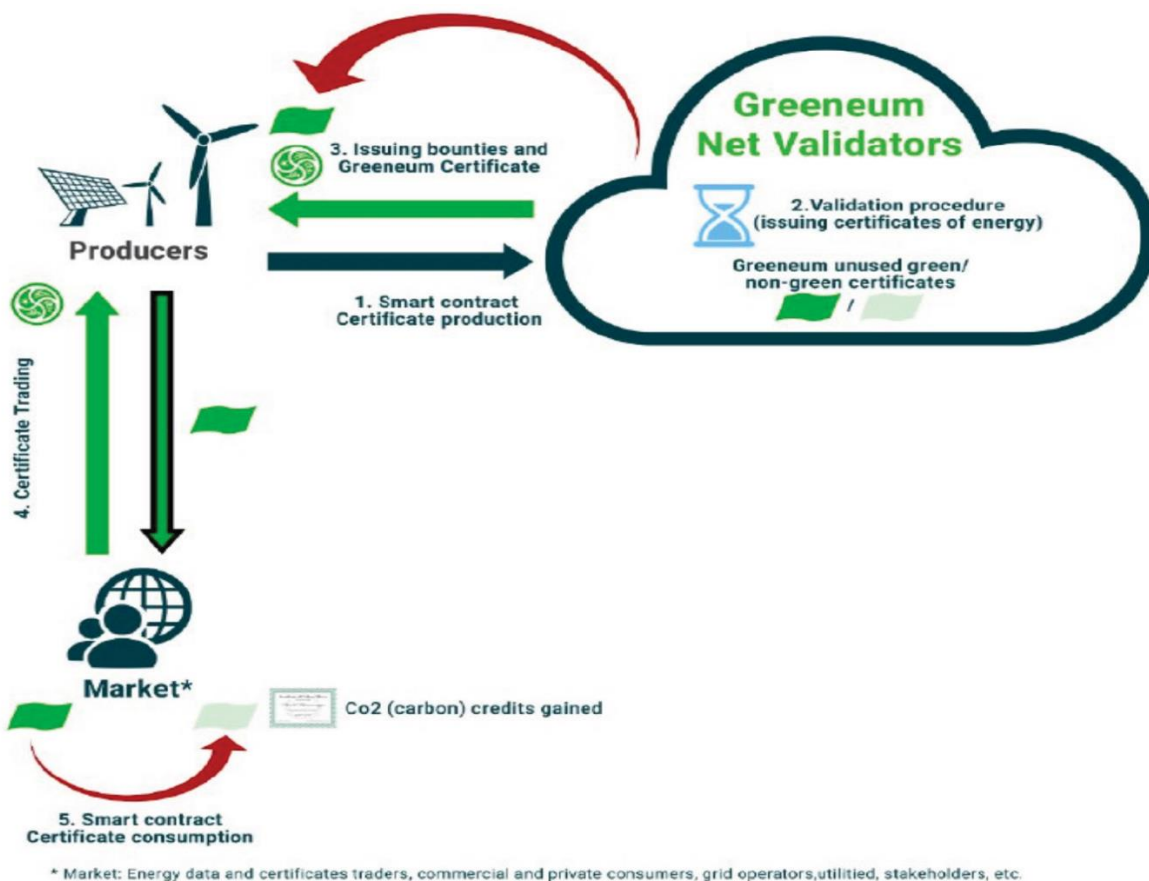 Greeneum
Net Validators
3. Issuing bounties and
Greeneum Certificate
2.Validation procedure
(issuing certificates of energy)
Producers
Greeneum unused green/
non-green certificates
/
1. Smart contract
Certificate production
4. Certificate Trading
Market*
Co2 (carbon) credits gained
5. Smart contract
Certificate consumption
* Market: Energy data and certificates traders, commercial and private consumers, grid operators,utilitied, stakeholders, etc.